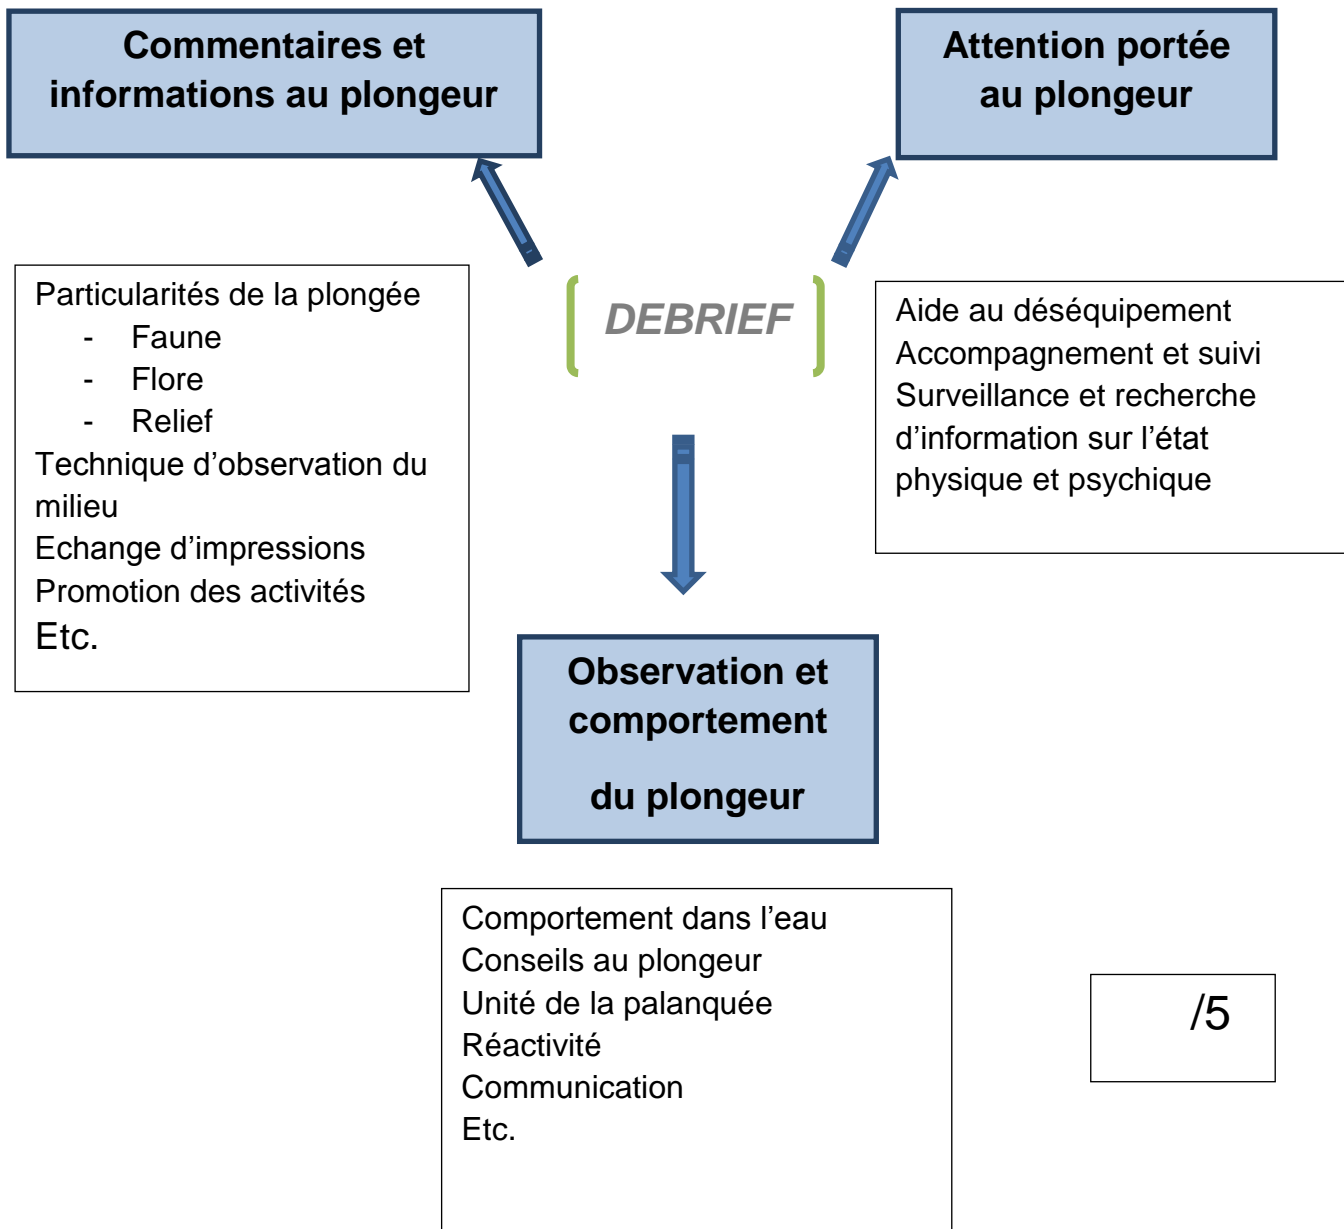 Commentaires et
informations au plongeur
Attention portée
au plongeur
DEBRIEF
Particularités de la plongée
- Faune
- Flore
- Relief
Technique d’observation du
milieu
Echange d’impressions
Promotion des activités
Etc.
Aide au déséquipement
Accompagnement et suivi
Surveillance et recherche
d’information sur l’état
physique et psychique
Observation et
comportement
du plongeur
Comportement dans l’eau
Conseils au plongeur
Unité de la palanquée
Réactivité
Communication
Etc.
/5